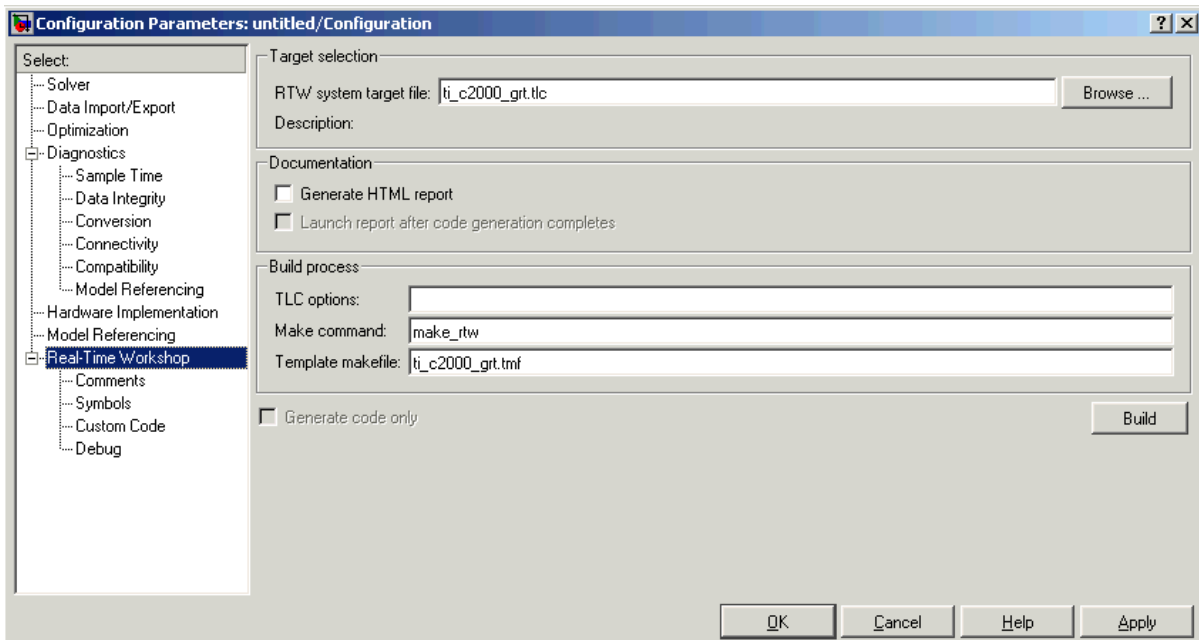 Configuration Parameters: untitled/Configuration
Select:
Solver
Data Import/Export
Optimization
Diagnostics
Sample Time
Data Integrity
Conversion
Connectivity
Compatibility
Model Referencing
Hardware Implementation
Model Referencing
Real-Time Workshop
Comments
Symbols
Custom Code
Debug
Target selection
RTW system target file: ti_c2000_grt.tlc Browse ...
Description:
Documentation
Generate HTML report
Launch report after code generation completes
Build process
TLC options:
Make command: make_rtw
Template makefile: ti_c2000_grt.tmf
Generate code only Build
OK Cancel Help Apply